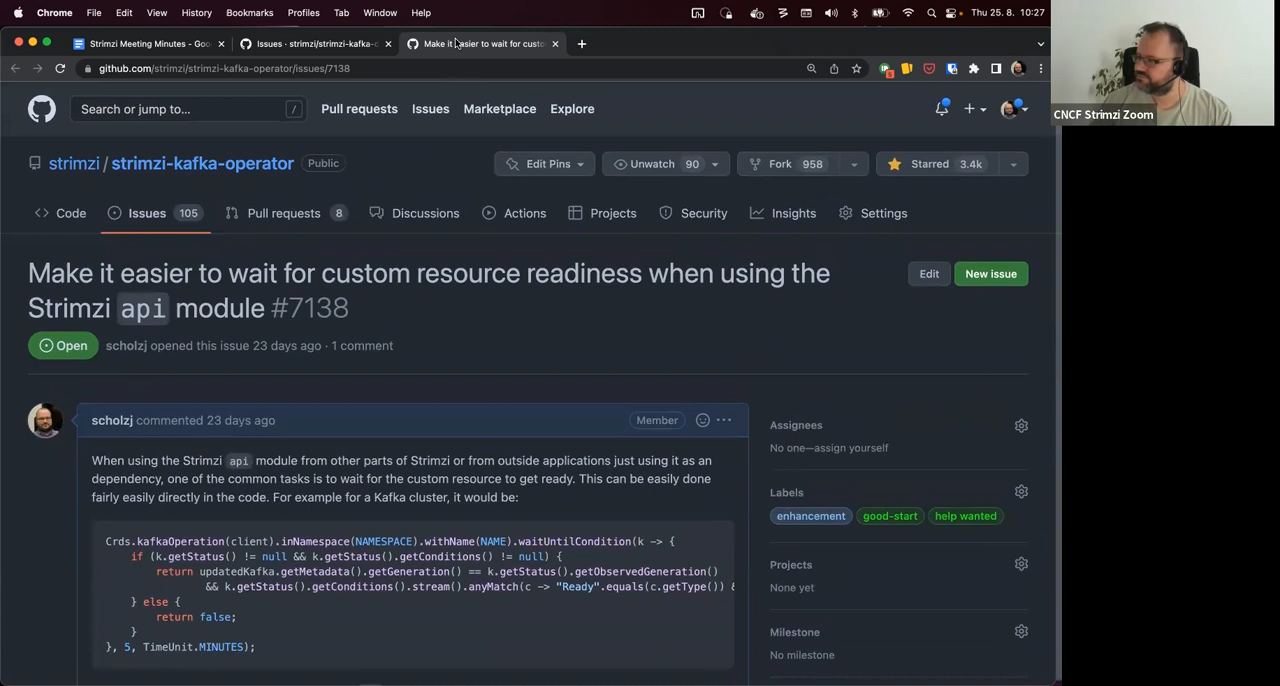 Chrome File Edit View History Bookmarks Profiles Tab Window Help Thu 25. 8. 10:27
Strimzi Meeting Minutes - Goo
Issues · strimzi/strimzi-kafka-o
Make it easier to wait for custo
github.com/strimzi/strimzi-kafka-operator/issues/7138
Search or jump to... /
Pull requests Issues Marketplace Explore
CNCF Strimzi Zoom
strimzi / strimzi-kafka-operator Public
Edit Pins Unwatch 90 Fork 958 Starred 3.4k
Code Issues 105 Pull requests 8 Discussions Actions Projects Security Insights Settings
Make it easier to wait for custom resource readiness when using the
Strimzi api module #7138
Edit New issue
Open scholzj opened this issue 23 days ago · 1 comment
scholzj commented 23 days ago Member
When using the Strimzi api module from other parts of Strimzi or from outside applications just using it as an
dependency, one of the common tasks is to wait for the custom resource to get ready. This can be easily done
fairly easily directly in the code. For example for a Kafka cluster, it would be:
Crds.kafkaOperation(client).inNamespace(NAMESPACE).withName(NAME).waitUntilCondition(k -> {
if (k.getStatus() != null && k.getStatus().getConditions() != null) {
return updatedKafka.getMetadata().getGeneration() == k.getStatus().getObservedGeneration()
&& k.getStatus().getConditions().stream().anyMatch(c -> "Ready".equals(c.getType()) &
} else {
return false;
}
}, 5, TimeUnit.MINUTES);
Assignees
No one—assign yourself
Labels
enhancement good-start help wanted
Projects
None yet
Milestone
No milestone